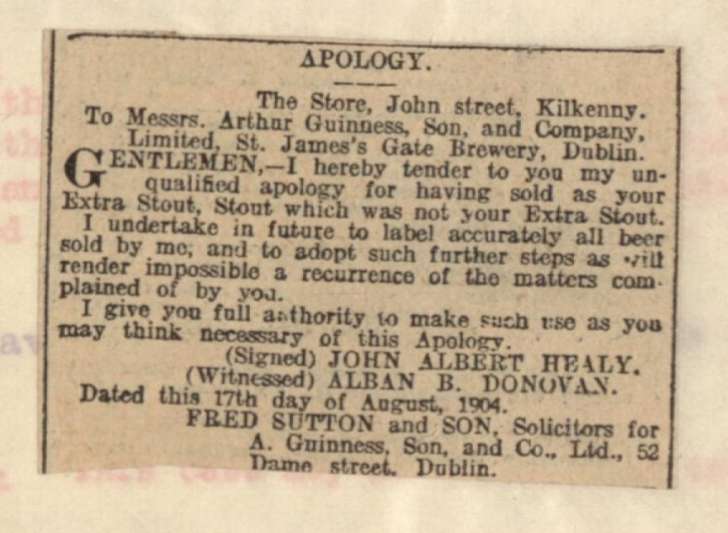 APOLOGY.
The Store, John street, Kilkenny.
To Messrs. Arthur Guinness, Son, and Company,
Limited, St. James's Gate Brewery, Dublin.
GENTLEMEN,—I hereby tender to you my un-
qualified apology for having sold as your
Extra Stout, Stout which was not your Extra Stout.
I undertake in future to label accurately all beer
sold by me, and to adopt such further steps as will
render impossible a recurrence of the matters com-
plained of by you.
I give you full authority to make such use as you
may think necessary of this Apology.
(Signed) JOHN ALBERT HEALY.
(Witnessed) ALBAN B. DONOVAN.
Dated this 17th day of August, 1904.
FRED SUTTON and SON, Solicitors for
A. Guinness, Son, and Co., Ltd., 52
Dame street, Dublin.